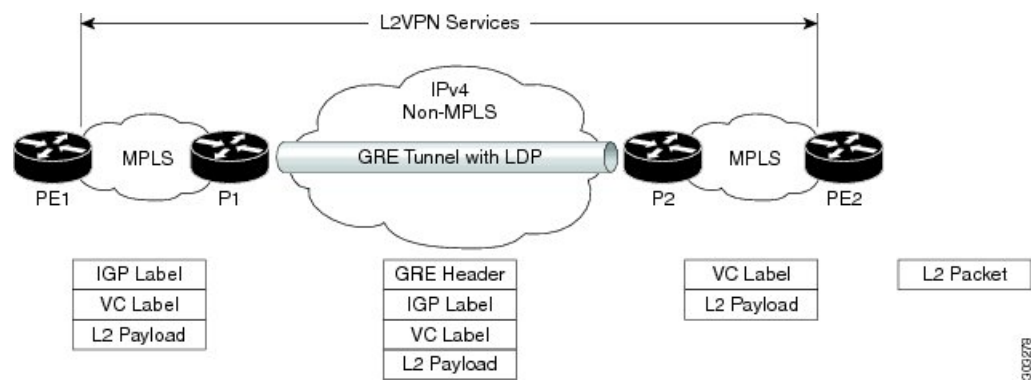 L2VPN Services
IPv4
Non-MPLS
MPLS
GRE Tunnel with LDP
MPLS
PE1
P1
P2
PE2
IGP Label
VC Label
L2 Payload
GRE Header
IGP Label
VC Label
L2 Payload
VC Label
L2 Payload
L2 Packet